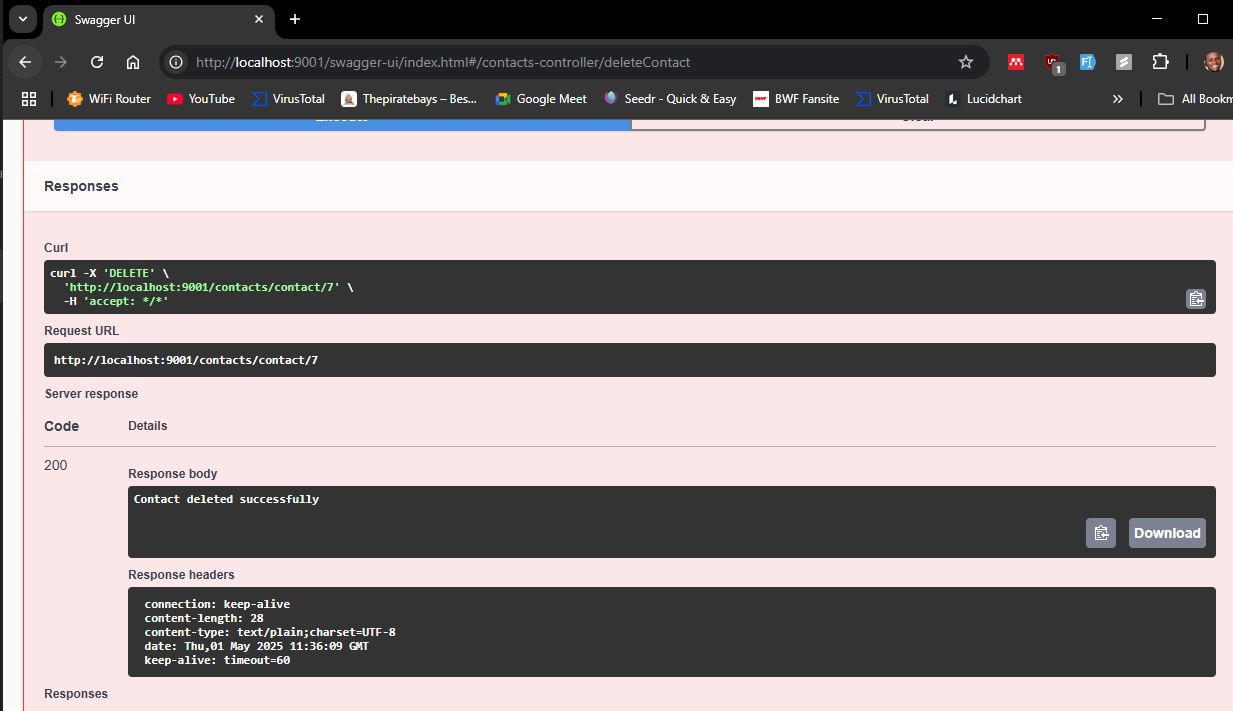 Swagger UI
http://localhost:9001/swagger-ui/index.html#/contacts-controller/deleteContact
1
WiFi Router
YouTube
VirusTotal
Thepiratebays – Bes...
Google Meet
Seedr - Quick & Easy
BWF Fansite
VirusTotal
Lucidchart
All Bookm
Responses
Curl
curl -X 'DELETE' \
'http://localhost:9001/contacts/contact/7' \
-H 'accept: */*'
Request URL
http://localhost:9001/contacts/contact/7
Server response
Code Details
200
Response body
Contact deleted successfully
Download
Response headers
connection: keep-alive
content-length: 28
content-type: text/plain;charset=UTF-8
date: Thu,01 May 2025 11:36:09 GMT
keep-alive: timeout=60
Responses